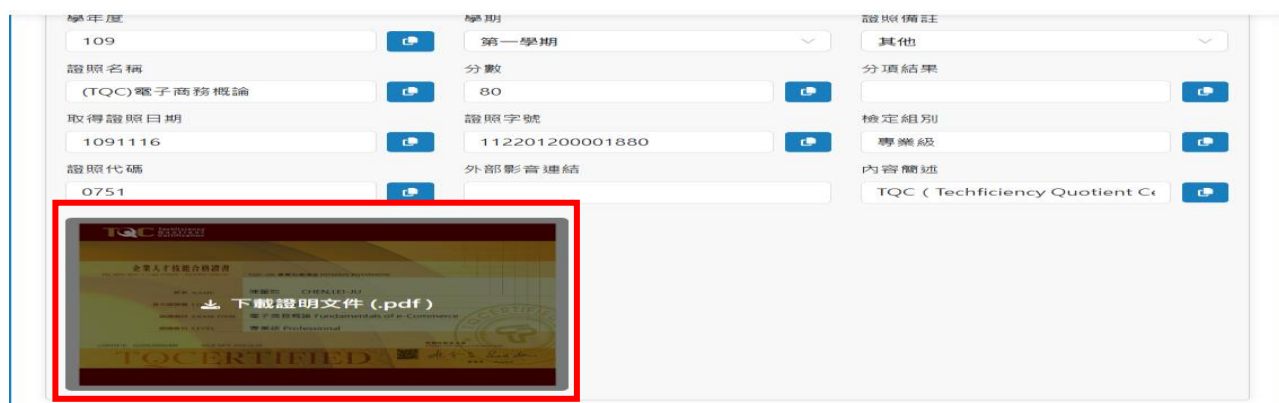 學年度 學期 證照備註
109 第一學期 其他
證照名稱 分數 分項結果
(TQC)電子商務概論 80
取得證照日期 證照字號 檢定組別
1091116 112201200001880 專業級
證照代碼 外部影音連結 內容簡述
0751 TQC ( Techficiency Quotient Ce
TQC Techficiency Quotient Certification
企業人才技能合格證書
CHEN,LEI-JU
下載證明文件 (.pdf)
電子商務概論 Fundamentals of e-Commerce
專業級 Professional
TQCERTIFIED